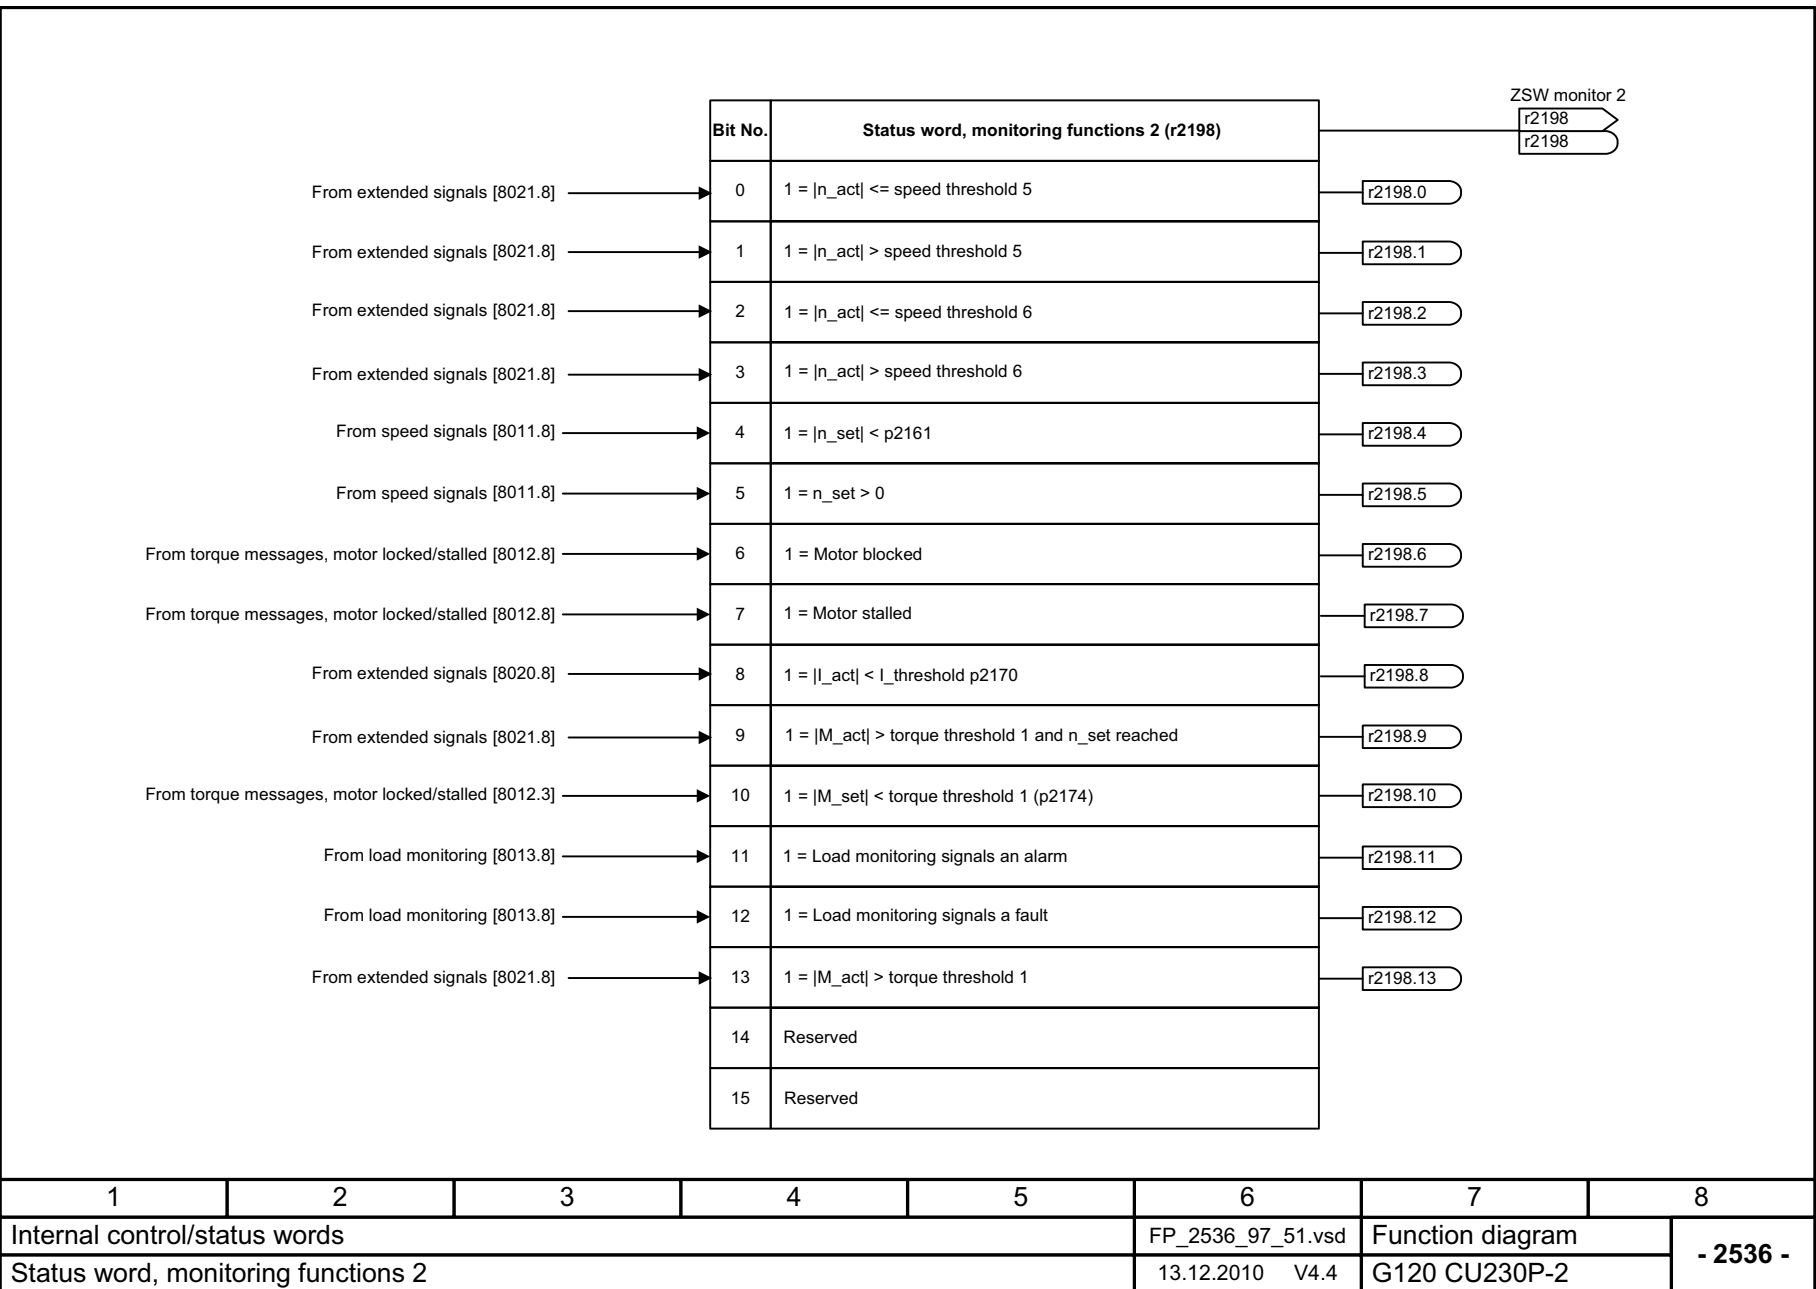 ZSW monitor 2
Bit No. Status word, monitoring functions 2 (r2198) r2198
r2198
From extended signals [8021.8] 0 1 = |n_act| <= speed threshold 5 r2198.0
From extended signals [8021.8] 1 1 = |n_act| > speed threshold 5 r2198.1
From extended signals [8021.8] 2 1 = |n_act| <= speed threshold 6 r2198.2
From extended signals [8021.8] 3 1 = |n_act| > speed threshold 6 r2198.3
From speed signals [8011.8] 4 1 = |n_set| < p2161 r2198.4
From speed signals [8011.8] 5 1 = n_set > 0 r2198.5
From torque messages, motor locked/stalled [8012.8] 6 1 = Motor blocked r2198.6
From torque messages, motor locked/stalled [8012.8] 7 1 = Motor stalled r2198.7
From extended signals [8020.8] 8 1 = |I_act| < I_threshold p2170 r2198.8
From extended signals [8021.8] 9 1 = |M_act| > torque threshold 1 and n_set reached r2198.9
From torque messages, motor locked/stalled [8012.3] 10 1 = |M_set| < torque threshold 1 (p2174) r2198.10
From load monitoring [8013.8] 11 1 = Load monitoring signals an alarm r2198.11
From load monitoring [8013.8] 12 1 = Load monitoring signals a fault r2198.12
From extended signals [8021.8] 13 1 = |M_act| > torque threshold 1 r2198.13
14 Reserved
15 Reserved
1 2 3 4 5 6 7 8
Internal control/status words FP_2536_97_51.vsd Function diagram - 2536 -
Status word, monitoring functions 2 13.12.2010 V4.4 G120 CU230P-2